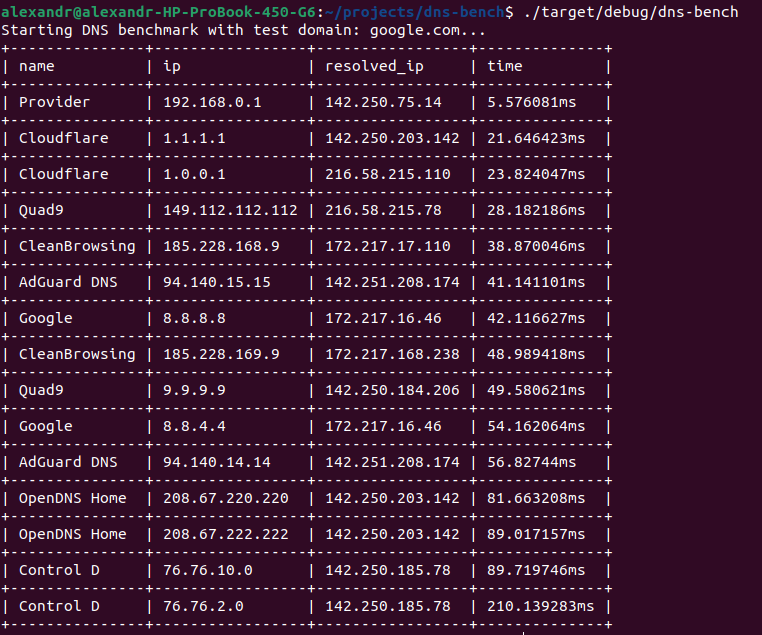 alexandr@alexandr-HP-ProBook-450-G6:~/projects/dns-bench$ ./target/debug/dns-bench
Starting DNS benchmark with test domain: google.com...
+---------------+-----------------+-----------------+--------------+
| name          | ip              | resolved_ip     | time         |
+---------------+-----------------+-----------------+--------------+
| Provider      | 192.168.0.1     | 142.250.75.14   | 5.576081ms   |
+---------------+-----------------+-----------------+--------------+
| Cloudflare    | 1.1.1.1         | 142.250.203.142 | 21.646423ms  |
+---------------+-----------------+-----------------+--------------+
| Cloudflare    | 1.0.0.1         | 216.58.215.110  | 23.824047ms  |
+---------------+-----------------+-----------------+--------------+
| Quad9         | 149.112.112.112 | 216.58.215.78   | 28.182186ms  |
+---------------+-----------------+-----------------+--------------+
| CleanBrowsing | 185.228.168.9   | 172.217.17.110  | 38.870046ms  |
+---------------+-----------------+-----------------+--------------+
| AdGuard DNS   | 94.140.15.15    | 142.251.208.174 | 41.141101ms  |
+---------------+-----------------+-----------------+--------------+
| Google        | 8.8.8.8         | 172.217.16.46   | 42.116627ms  |
+---------------+-----------------+-----------------+--------------+
| CleanBrowsing | 185.228.169.9   | 172.217.168.238 | 48.989418ms  |
+---------------+-----------------+-----------------+--------------+
| Quad9         | 9.9.9.9         | 142.250.184.206 | 49.580621ms  |
+---------------+-----------------+-----------------+--------------+
| Google        | 8.8.4.4         | 172.217.16.46   | 54.162064ms  |
+---------------+-----------------+-----------------+--------------+
| AdGuard DNS   | 94.140.14.14    | 142.251.208.174 | 56.82744ms   |
+---------------+-----------------+-----------------+--------------+
| OpenDNS Home  | 208.67.220.220  | 142.250.203.142 | 81.663208ms  |
+---------------+-----------------+-----------------+--------------+
| OpenDNS Home  | 208.67.222.222  | 142.250.203.142 | 89.017157ms  |
+---------------+-----------------+-----------------+--------------+
| Control D     | 76.76.10.0      | 142.250.185.78  | 89.719746ms  |
+---------------+-----------------+-----------------+--------------+
| Control D     | 76.76.2.0       | 142.250.185.78  | 210.139283ms |
+---------------+-----------------+-----------------+--------------+